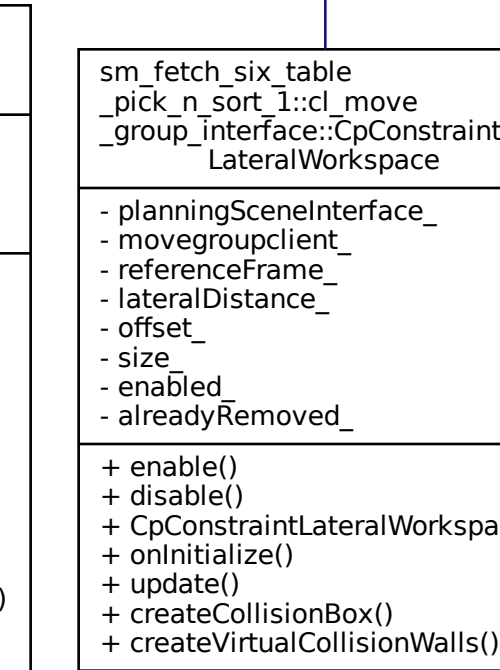 sm_fetch_six_table
_pick_n_sort_1::cl_move
_group_interface::CpConstraint
LateralWorkspace
- planningSceneInterface_
- movegroupclient_
- referenceFrame_
- lateralDistance_
- offset_
- size_
- enabled_
- alreadyRemoved_
+ enable()
+ disable()
+ CpConstraintLateralWorkspa
+ onInitialize()
+ update()
+ createCollisionBox()
+ createVirtualCollisionWalls()
)